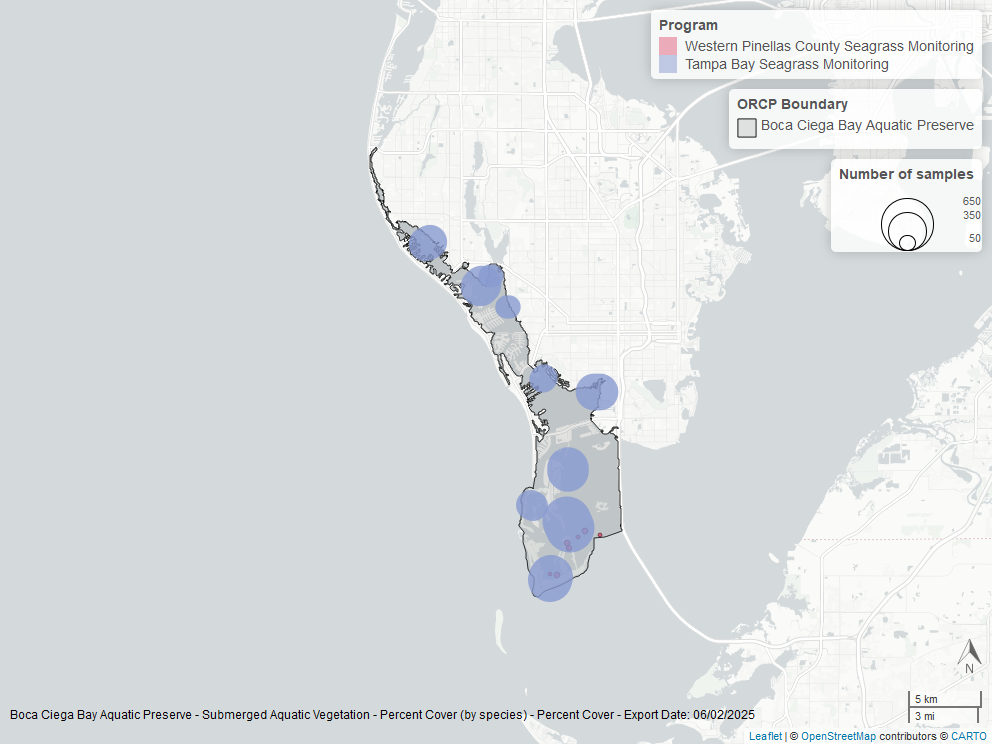 Program
Western Pinellas County Seagrass Monitoring
Tampa Bay Seagrass Monitoring
ORCP Boundary
Boca Ciega Bay Aquatic Preserve
Number of samples
650
350
50
N
5 km
3 mi
Boca Ciega Bay Aquatic Preserve - Submerged Aquatic Vegetation - Percent Cover (by species) - Percent Cover - Export Date: 06/02/2025
Leaflet | © OpenStreetMap contributors © CARTO